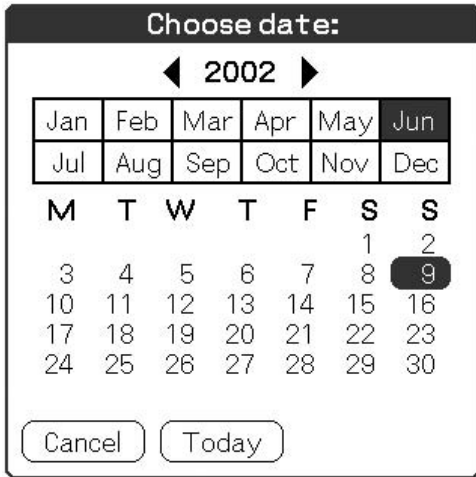 Choose date:
2002
Jan Feb Mar Apr May Jun
Jul Aug Sep Oct Nov Dec
M T W T F S S
1 2
3 4 5 6 7 8 9
10 11 12 13 14 15 16
17 18 19 20 21 22 23
24 25 26 27 28 29 30
Cancel Today